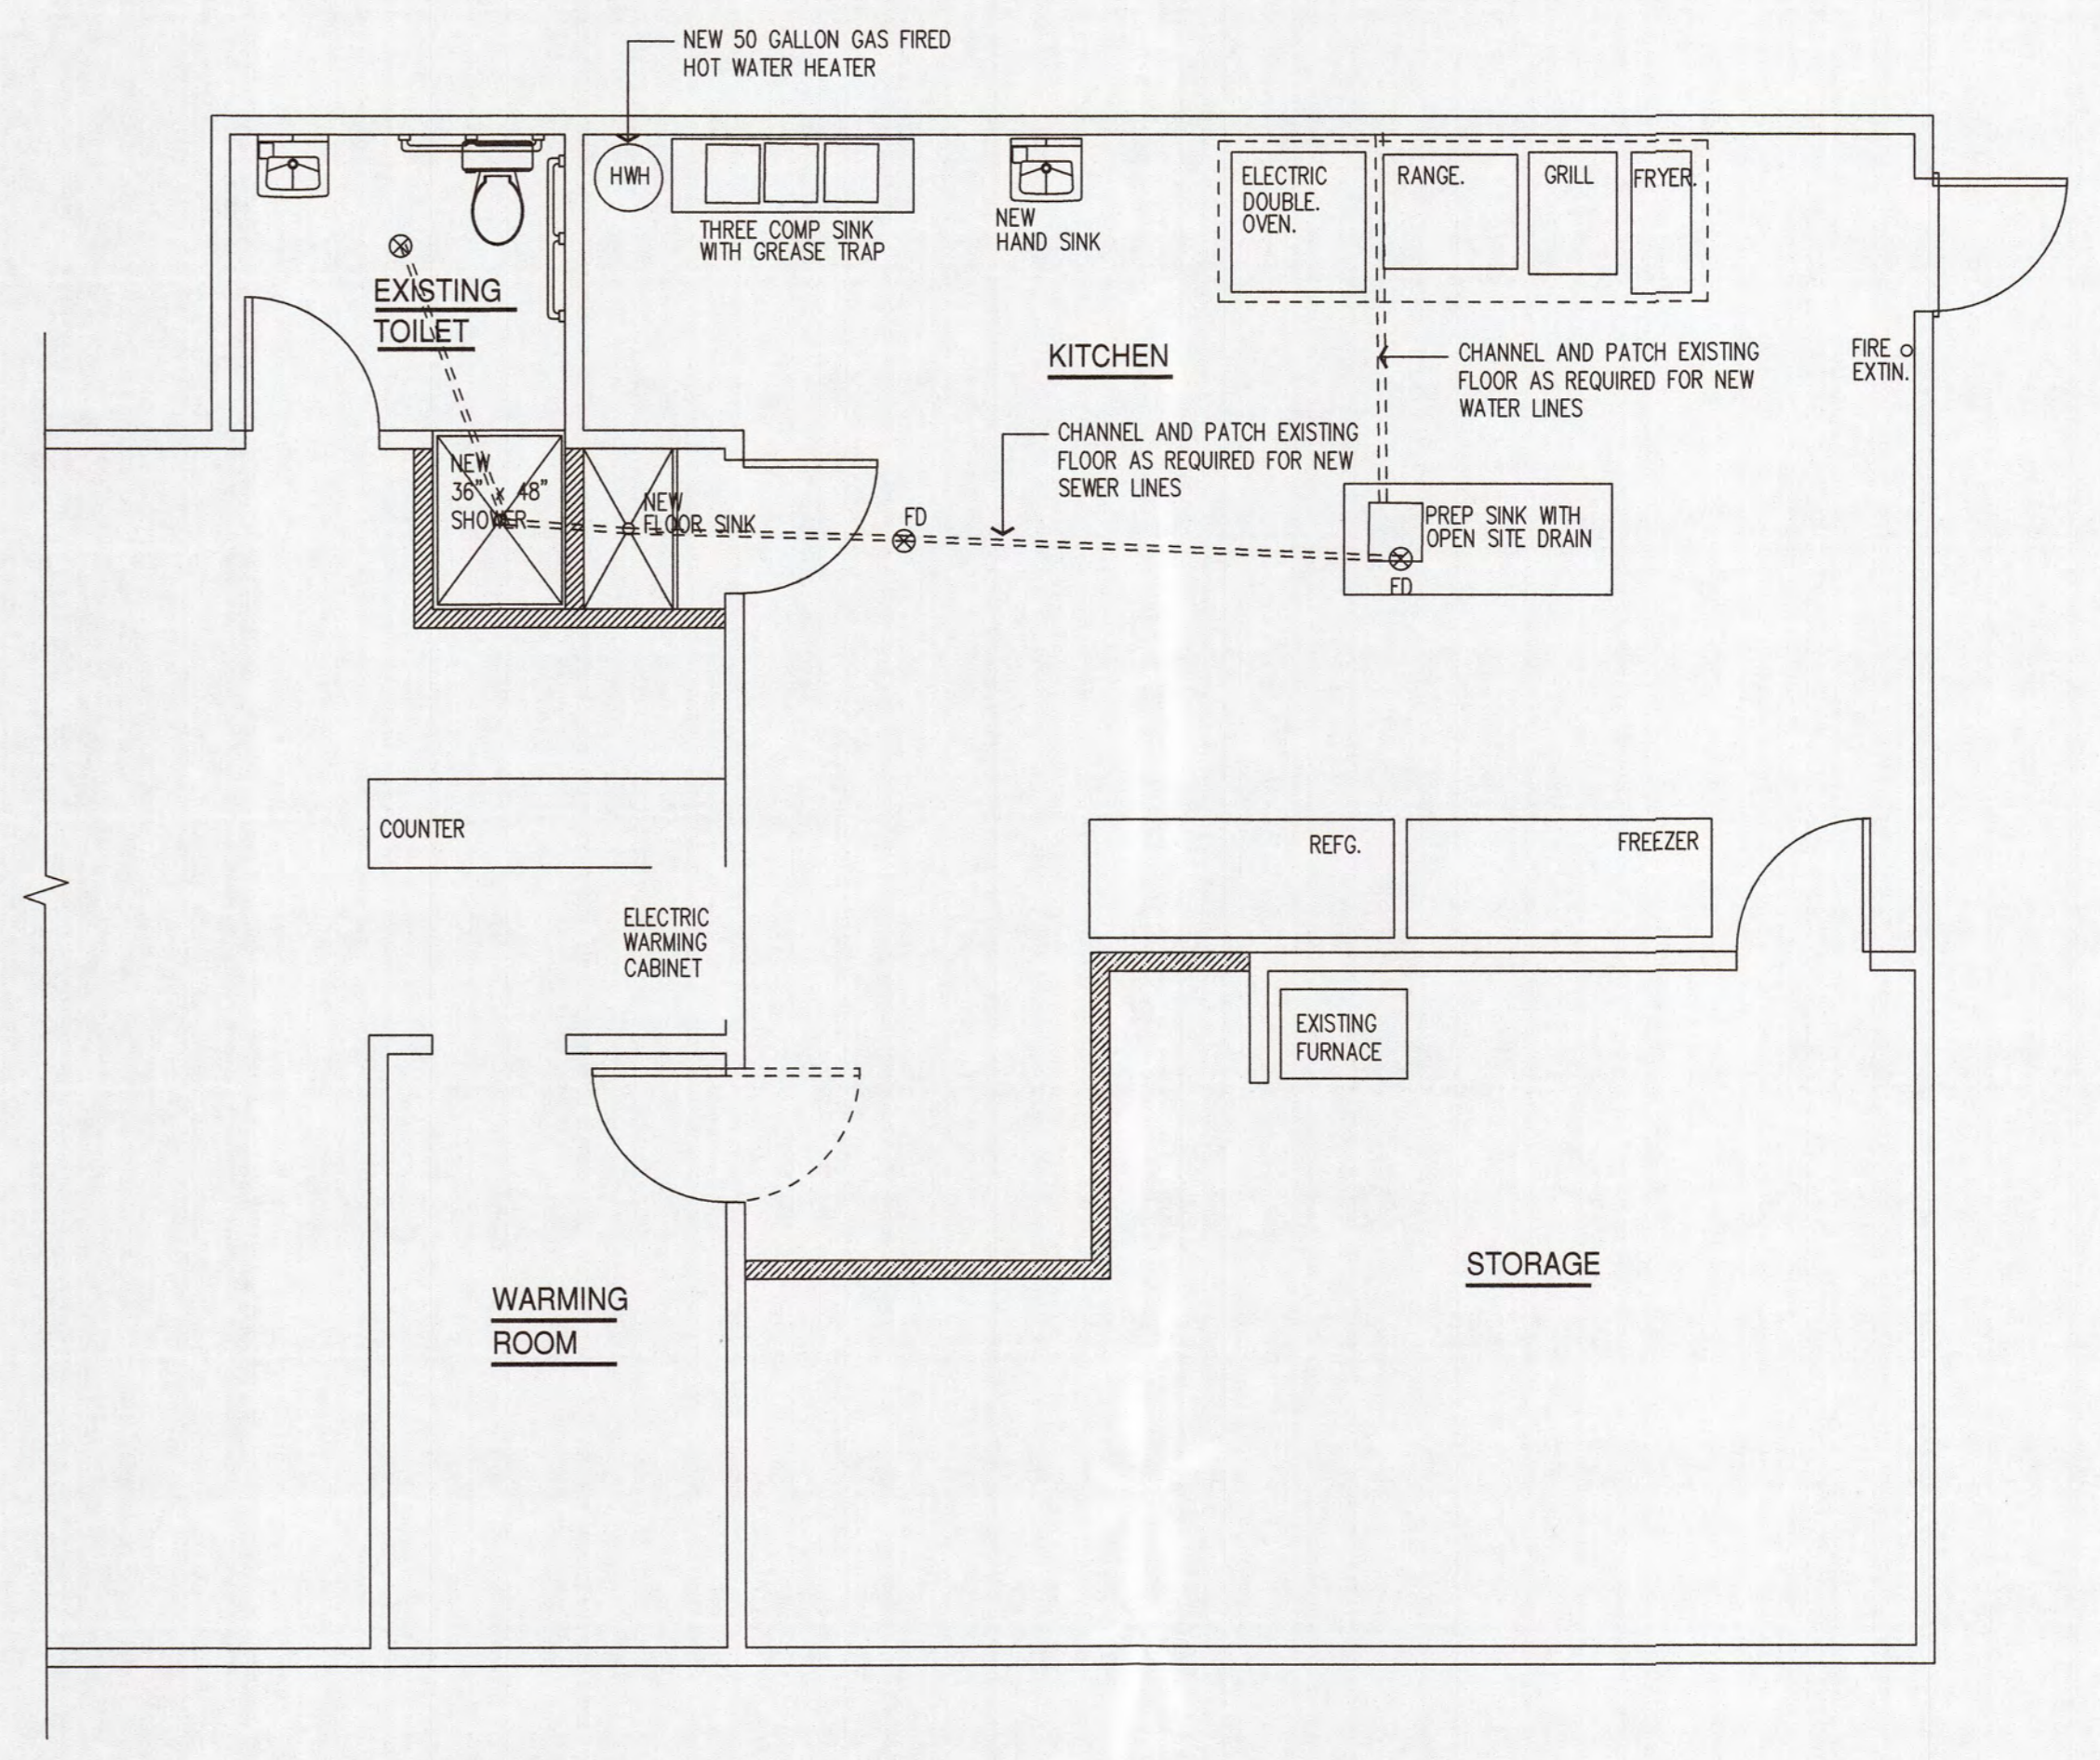 NEW 50 GALLON GAS FIRED
HOT WATER HEATER
HWH
THREE COMP SINK
WITH GREASE TRAP
NEW
HAND SINK
ELECTRIC
DOUBLE.
OVEN.
RANGE.
GRILL
FRYER.
EXISTING
TOILET
KITCHEN
CHANNEL AND PATCH EXISTING
FLOOR AS REQUIRED FOR NEW
WATER LINES
FIRE
EXTIN.
CHANNEL AND PATCH EXISTING
FLOOR AS REQUIRED FOR NEW
SEWER LINES
NEW
36" x 48"
SHOWER
NEW
FLOOR SINK
FD
PREP SINK WITH
OPEN SITE DRAIN
FD
COUNTER
REFG.
FREEZER
ELECTRIC
WARMING
CABINET
EXISTING
FURNACE
STORAGE
WARMING
ROOM